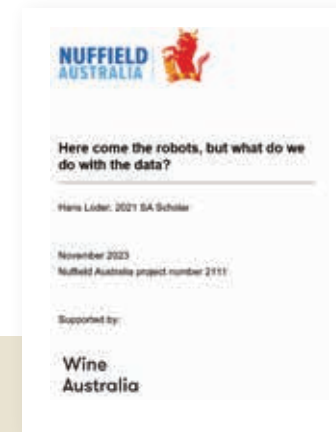 NUFFIELD
AUSTRALIA
Here come the robots, but what do we
do with the data?
Hans Loder, 2021 SA Scholar
November 2023
Nuffield Australia project number 2111
Supported by:
Wine
Australia